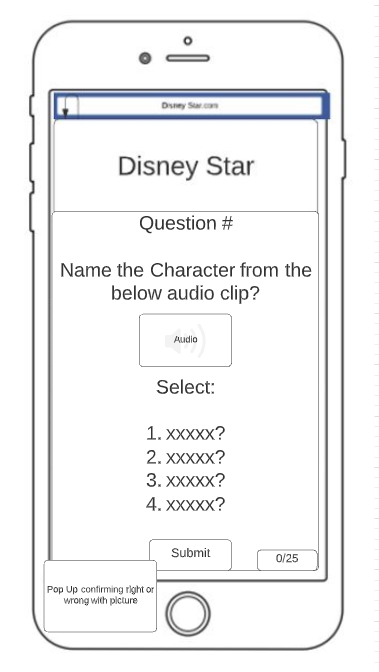 Disney Star.com
Disney Star
Question #
Name the Character from the
below audio clip?
Audio
Select:
1. xxxxx?
2. xxxxx?
3. xxxxx?
4. xxxxx?
Submit
0/25
Pop Up confirming right or
wrong with picture